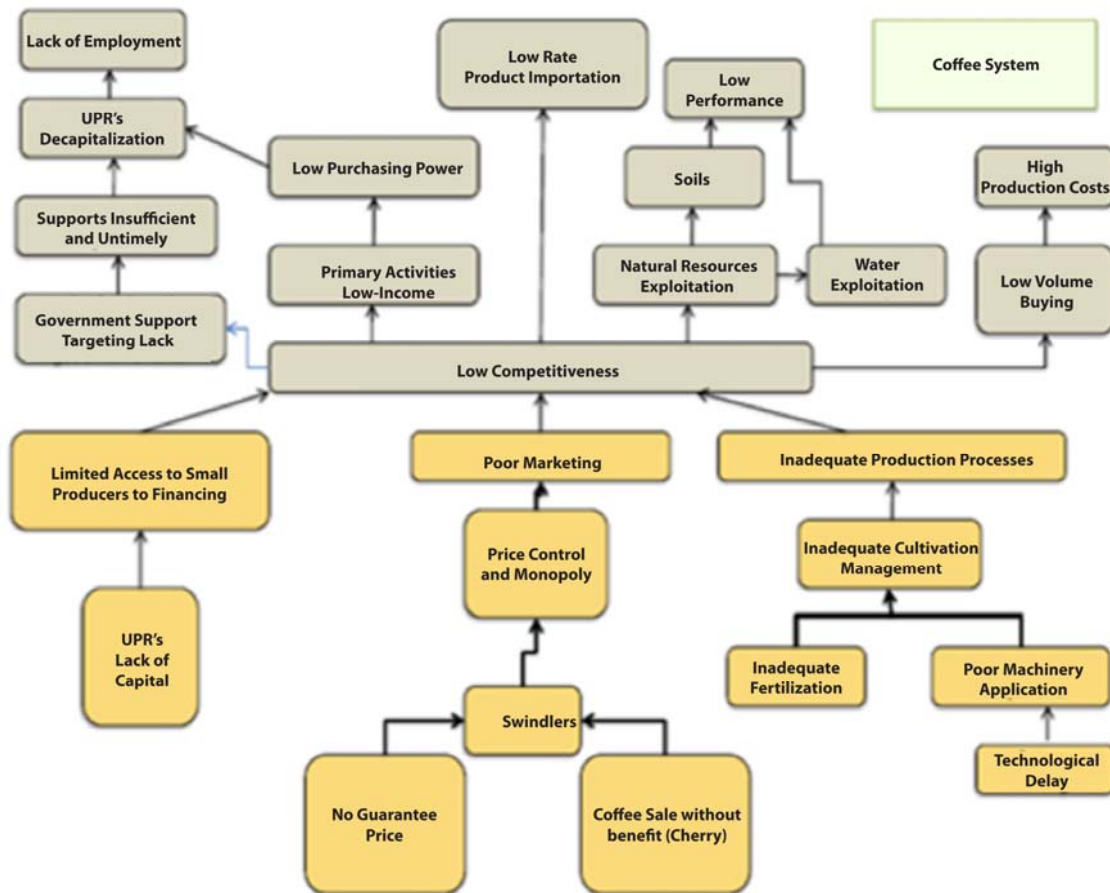 Lack of Employment
Low Rate
Product Importation
Low
Performance
Coffee System
UPR's
Decapitalization
Low Purchasing Power
Soils
High
Production Costs
Supports Insufficient
and Untimely
Primary Activities
Low-Income
Natural Resources
Exploitation
Water
Exploitation
Low Volume
Buying
Government Support
Targeting Lack
Low Competitiveness
Limited Access to Small
Producers to Financing
Poor Marketing
Inadequate Production Processes
Price Control
and Monopoly
Inadequate Cultivation
Management
UPR's
Lack of
Capital
Inadequate
Fertilization
Poor Machinery
Application
Swindlers
Technological
Delay
No Guarantee
Price
Coffee Sale without
benefit (Cherry)